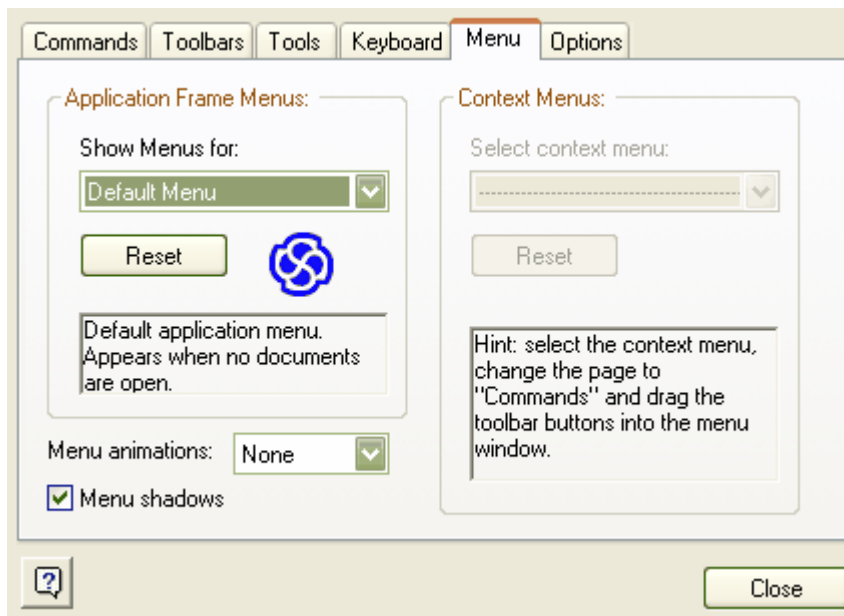 Commands Toolbars Tools Keyboard Menu Options
Application Frame Menus:
Show Menus for:
Default Menu
Reset
Default application menu.
Appears when no documents
are open.
Menu animations: None
Menu shadows
Context Menus:
Select context menu:
Reset
Hint: select the context menu,
change the page to
"Commands" and drag the
toolbar buttons into the menu
window.
Close